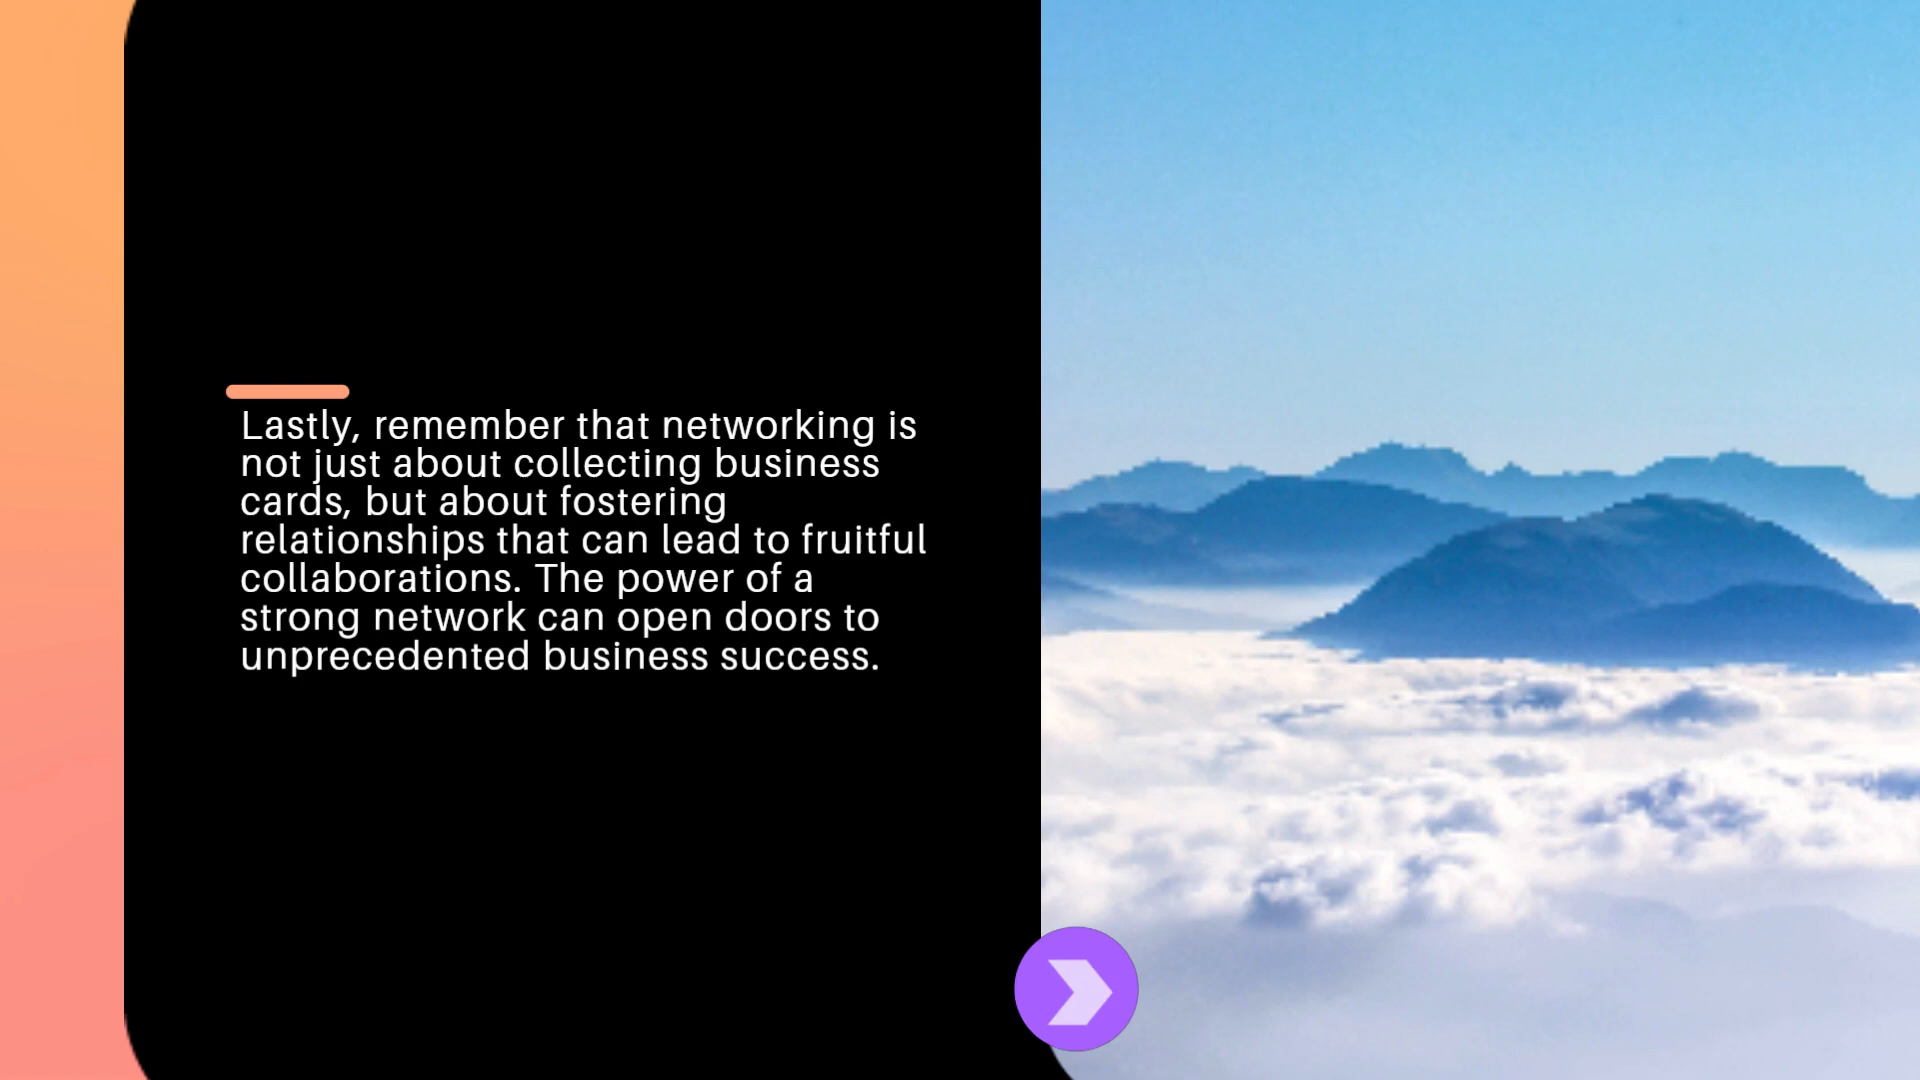 Lastly, remember that networking is
not just about collecting business
cards, but about fostering
relationships that can lead to fruitful
collaborations. The power of a
strong network can open doors to
unprecedented business success.